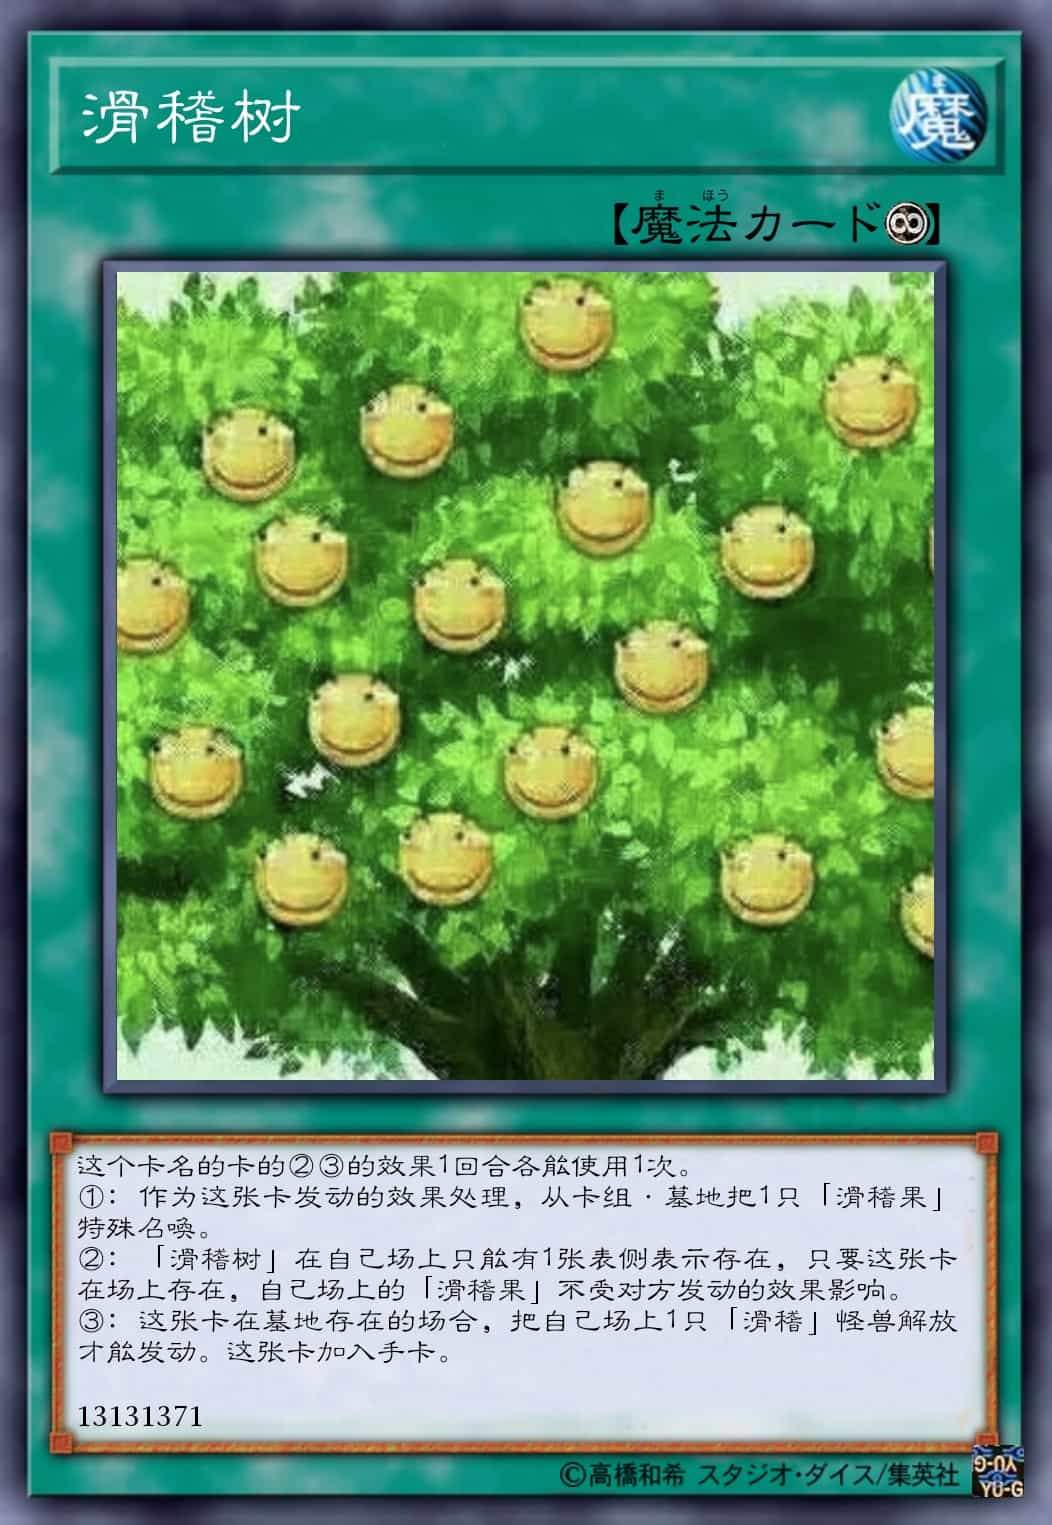 滑稽树
魔
まほう
【魔法カード】
这个卡名的卡的②③的效果1回合各能使用1次。
①：作为这张卡发动的效果处理，从卡组·墓地把1只「滑稽果」
特殊召唤。
②：「滑稽树」在自己场上只能有1张表侧表示存在，只要这张卡
在场上存在，自己场上的「滑稽果」不受对方发动的效果影响。
③：这张卡在墓地存在的场合，把自己场上1只「滑稽」怪兽解放
才能发动。这张卡加入手卡。
13131371
©高橋和希 スタジオ・ダイス/集英社
YU-G
YU-G